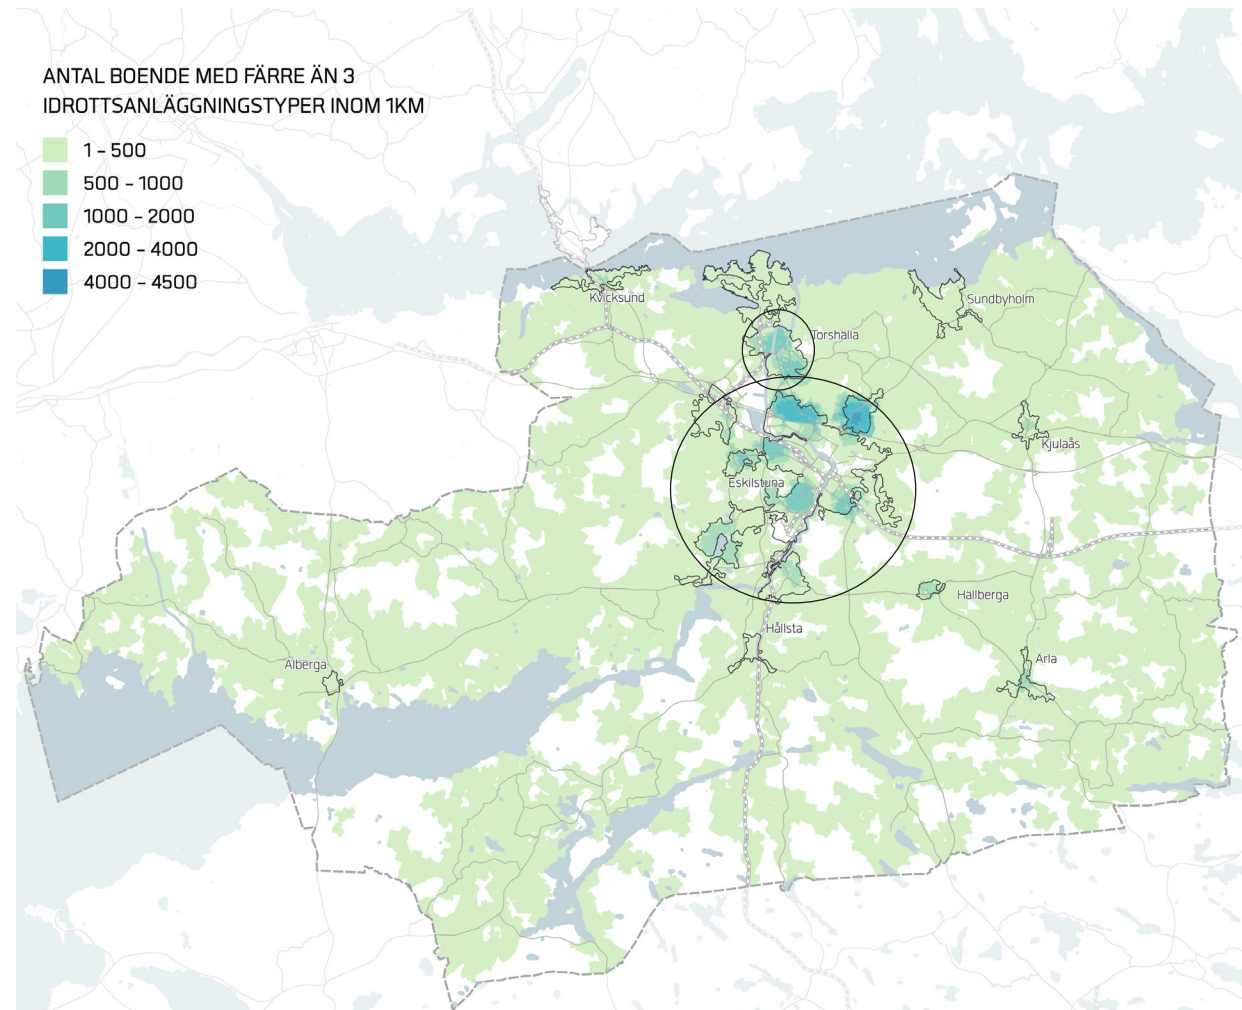 ANTAL BOENDE MED FÄRRE ÄN 3
IDROTTSANLÄGGNINGSTYPER INOM 1KM
1 – 500
500 – 1000
1000 – 2000
2000 – 4000
4000 – 4500
Kvicksund
Sundbyholm
Torshälla
Kjulaås
Eskilstuna
Hällberga
Hållsta
Ärla
Alberga